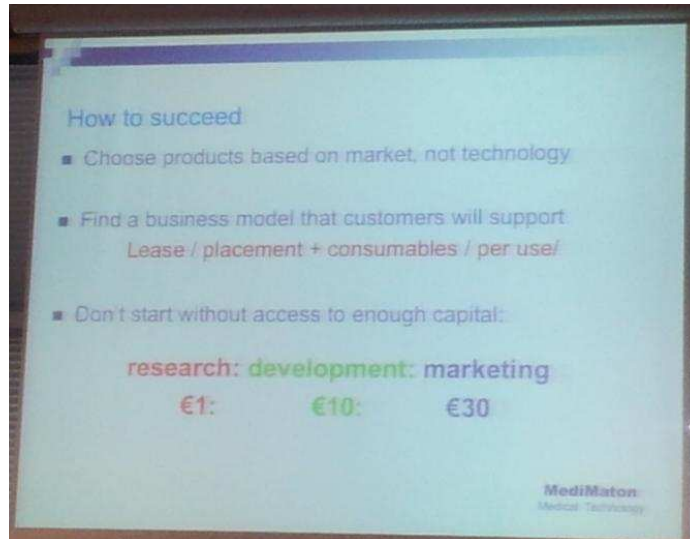 How to succeed
Choose products based on market, not technology
Find a business model that customers will support
Lease / placement + consumables / per use/
Don't start without access to enough capital:
research: development: marketing
€1: €10: €30
MediMaton
Medical Technology